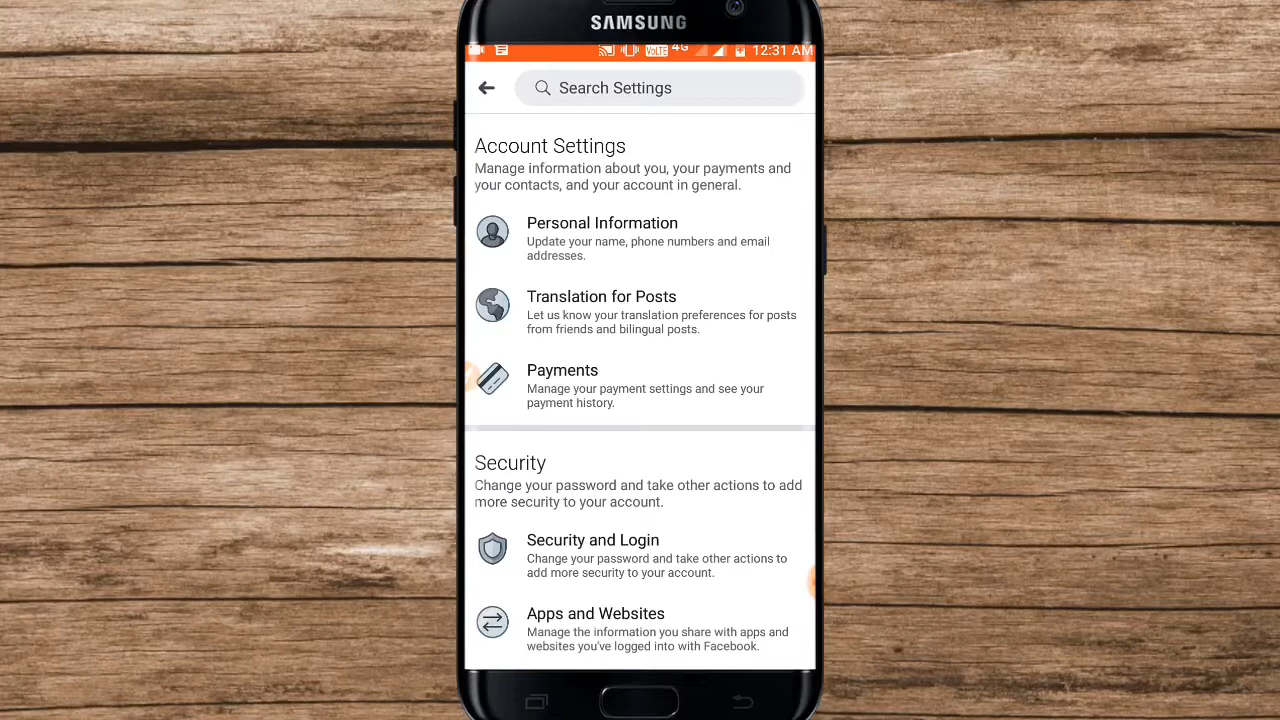 SAMSUNG
VoLTE 4G 12:31 AM
Search Settings
Account Settings
Manage information about you, your payments and
your contacts, and your account in general.
Personal Information
Update your name, phone numbers and email
addresses.
Translation for Posts
Let us know your translation preferences for posts
from friends and bilingual posts.
Payments
Manage your payment settings and see your
payment history.
Security
Change your password and take other actions to add
more security to your account.
Security and Login
Change your password and take other actions to
add more security to your account.
Apps and Websites
Manage the information you share with apps and
websites you've logged into with Facebook.